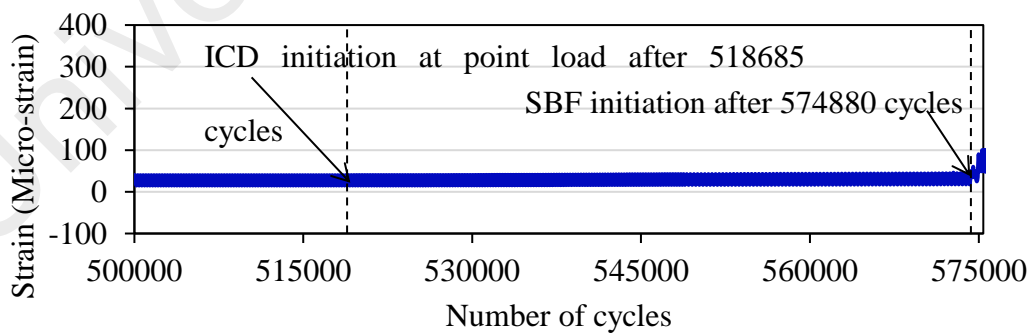 400
300
200
100
0
-100
Strain (Micro-strain)
ICD initiation at point load after 518685
cycles
SBF initiation after 574880 cycles
500000 515000 530000 545000 560000 575000
Number of cycles